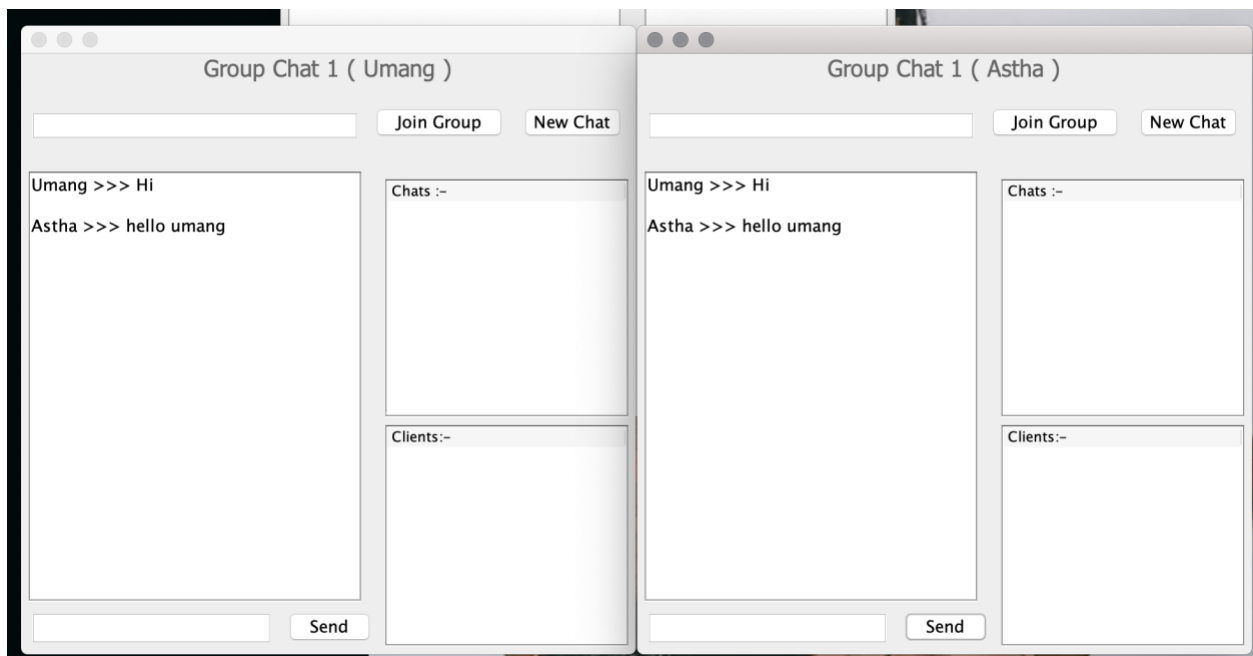 Group Chat 1 ( Umang )
Join Group
New Chat
Umang >>> Hi
Astha >>> hello umang
Chats :-
Clients:-
Send
Group Chat 1 ( Astha )
Join Group
New Chat
Umang >>> Hi
Astha >>> hello umang
Chats :-
Clients:-
Send